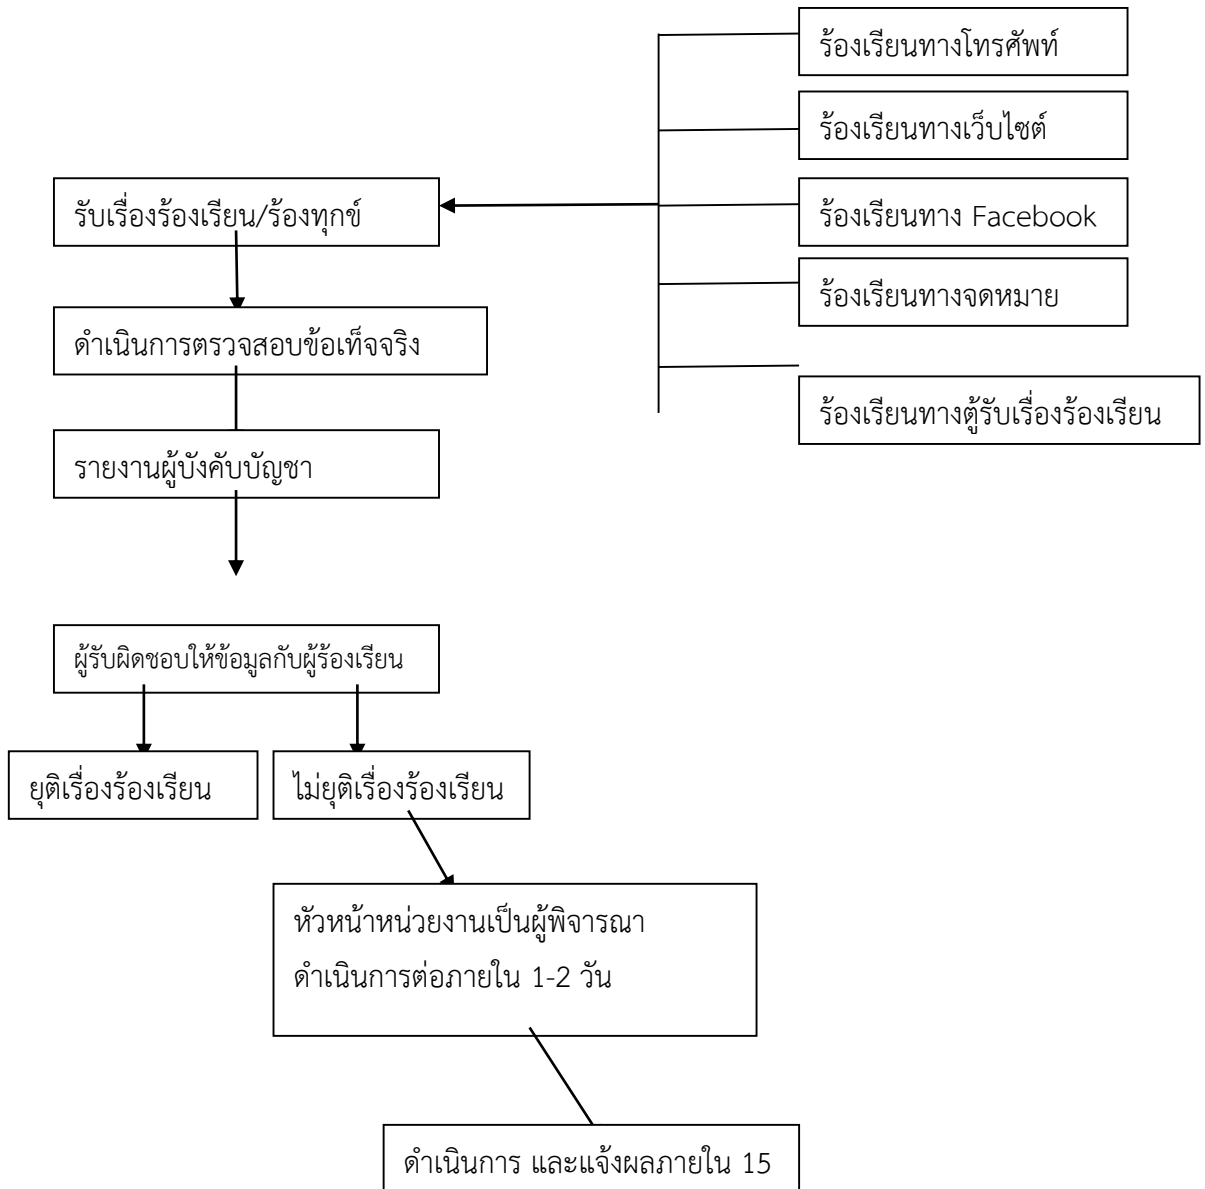 ร้องเรียนทางโทรศัพท์
ร้องเรียนทางเว็บไซต์
ร้องเรียนทาง Facebook
ร้องเรียนทางจดหมาย
ร้องเรียนทางตู้รับเรื่องร้องเรียน
รับเรื่องร้องเรียน/ร้องทุกข์
ดำเนินการตรวจสอบข้อเท็จจริง
รายงานผู้บังคับบัญชา
ผู้รับผิดชอบให้ข้อมูลกับผู้ร้องเรียน
ยุติเรื่องร้องเรียน
ไม่ยุติเรื่องร้องเรียน
หัวหน้าหน่วยงานเป็นผู้พิจารณา
ดำเนินการต่อภายใน 1-2 วัน
ดำเนินการ และแจ้งผลภายใน 15